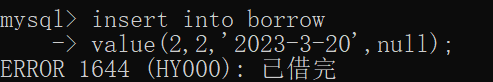 mysql> insert into borrow
    -> value(2,2,'2023-3-20',null);
ERROR 1644 (HY000): 已借完